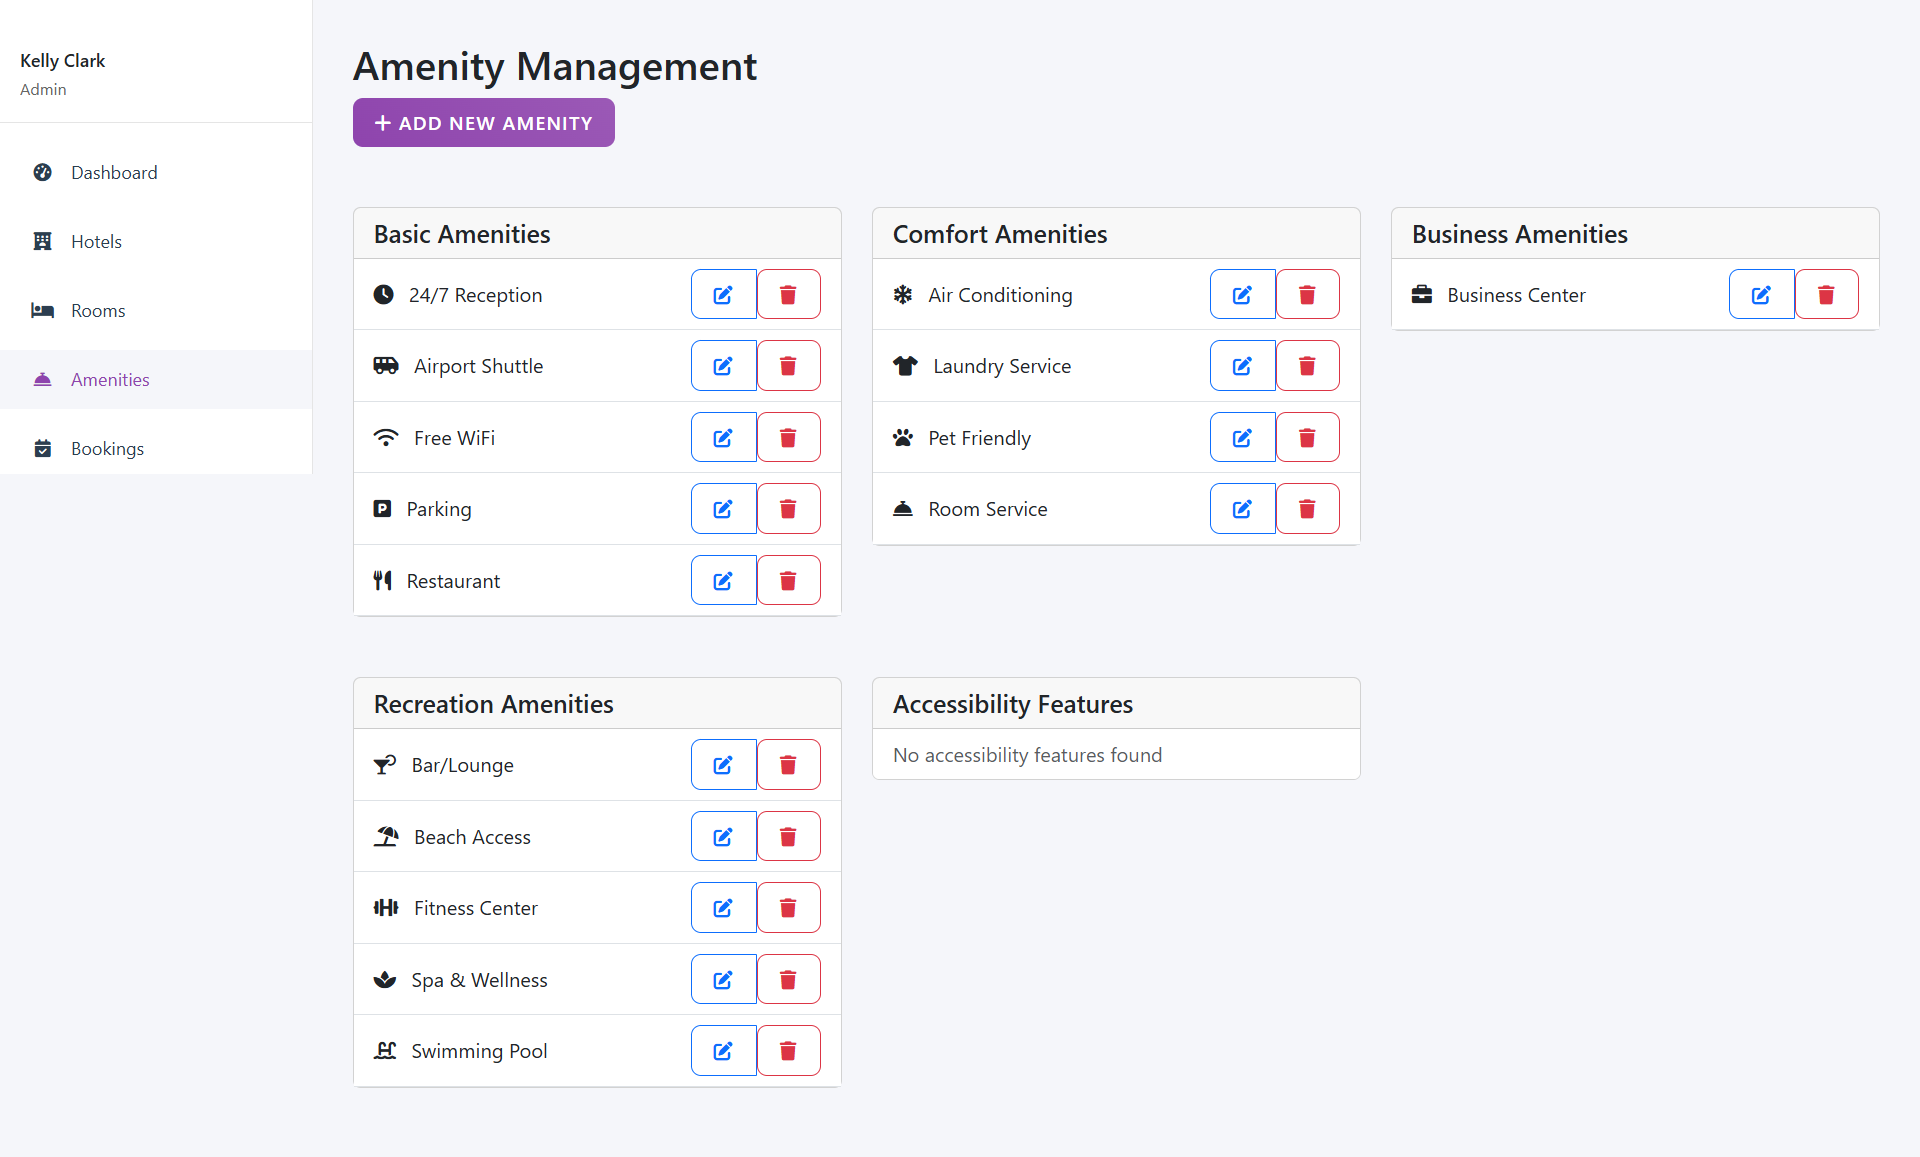 Kelly Clark
Admin
Dashboard
Hotels
Rooms
Amenities
Bookings
Amenity Management
+ ADD NEW AMENITY
Basic Amenities
24/7 Reception
Airport Shuttle
Free WiFi
Parking
Restaurant
Comfort Amenities
Air Conditioning
Laundry Service
Pet Friendly
Room Service
Business Amenities
Business Center
Recreation Amenities
Bar/Lounge
Beach Access
Fitness Center
Spa & Wellness
Swimming Pool
Accessibility Features
No accessibility features found